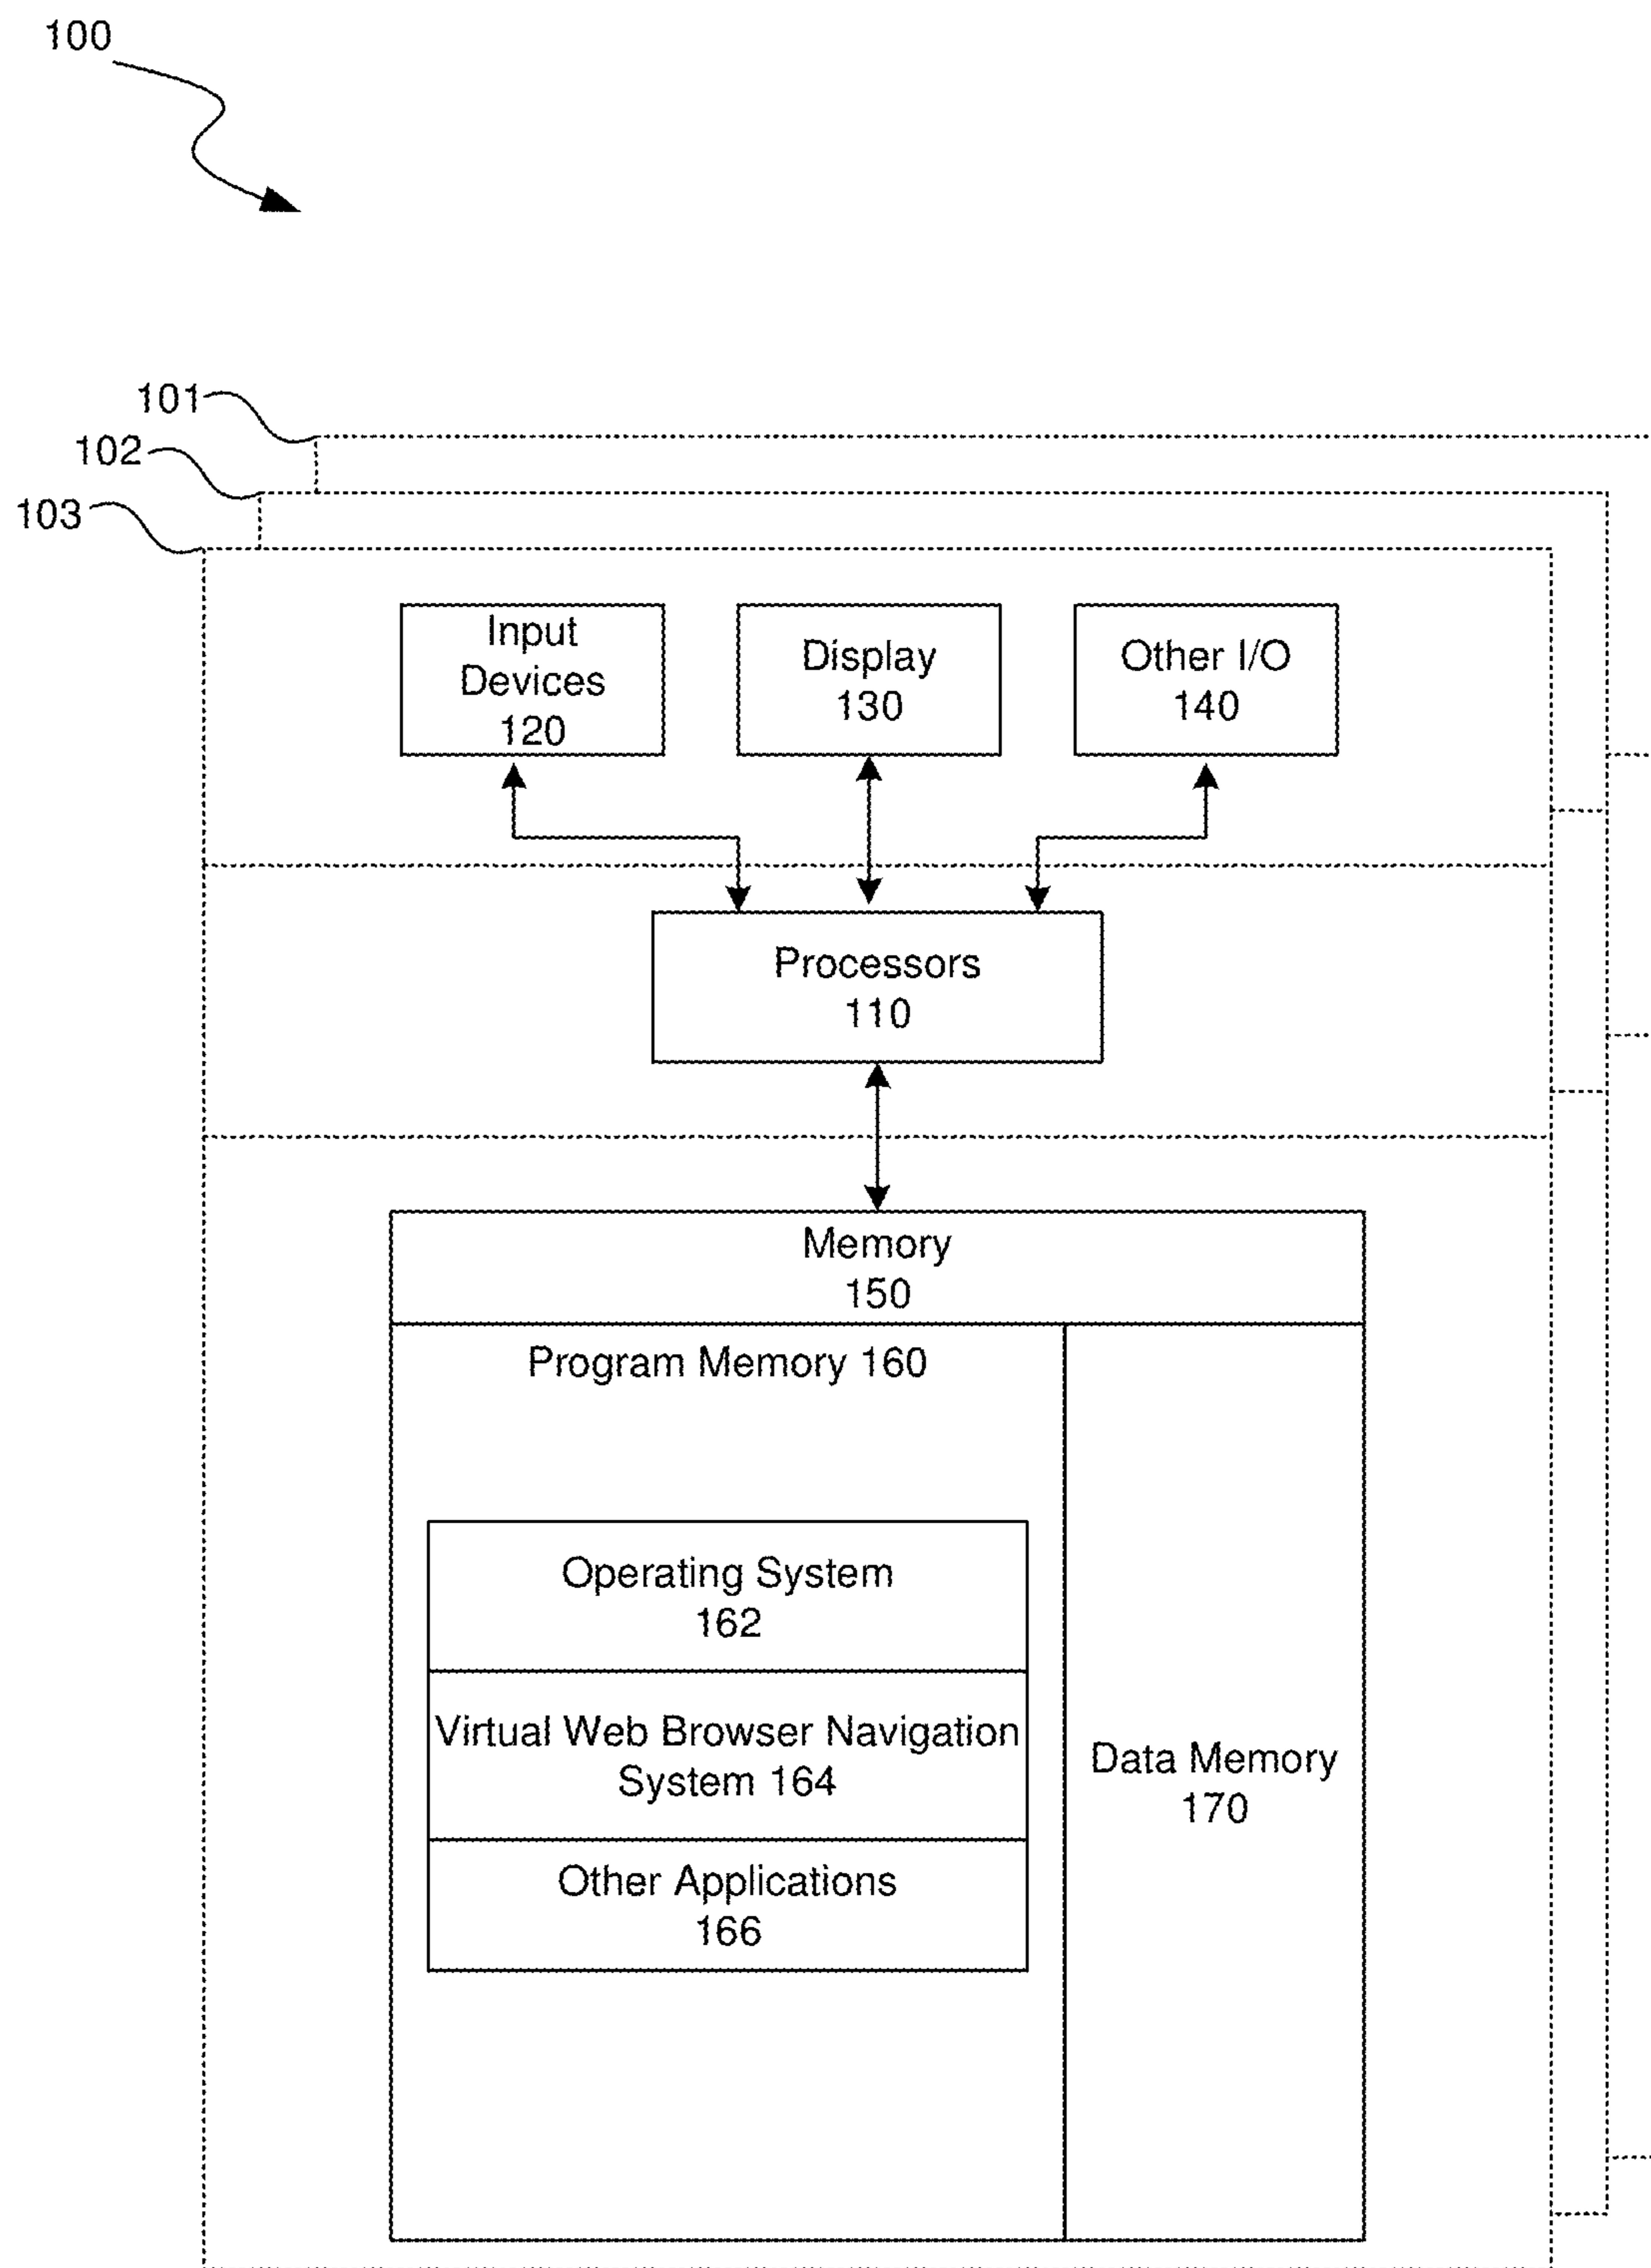 100
101
102
103
Input
Devices
120
Display
130
Other I/O
140
Processors
110
Memory
150
Program Memory 160
Operating System
162
Virtual Web Browser Navigation
System 164
Other Applications
166
Data Memory
170